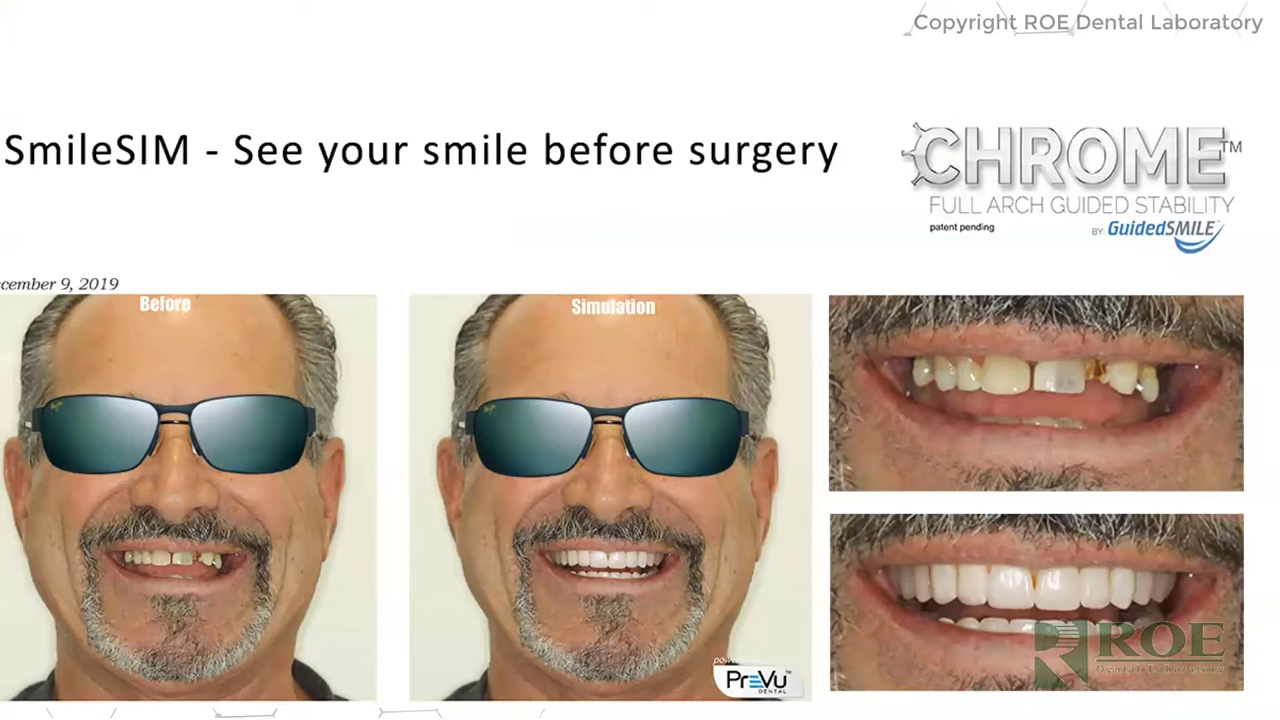 Copyright ROE Dental Laboratory
SmileSIM - See your smile before surgery
CHROME™
FULL ARCH GUIDED STABILITY
patent pending
BY: GuidedSMILE
cember 9, 2019
Before
Simulation
PreVu™
DENTAL
ROE
Dental Laboratory